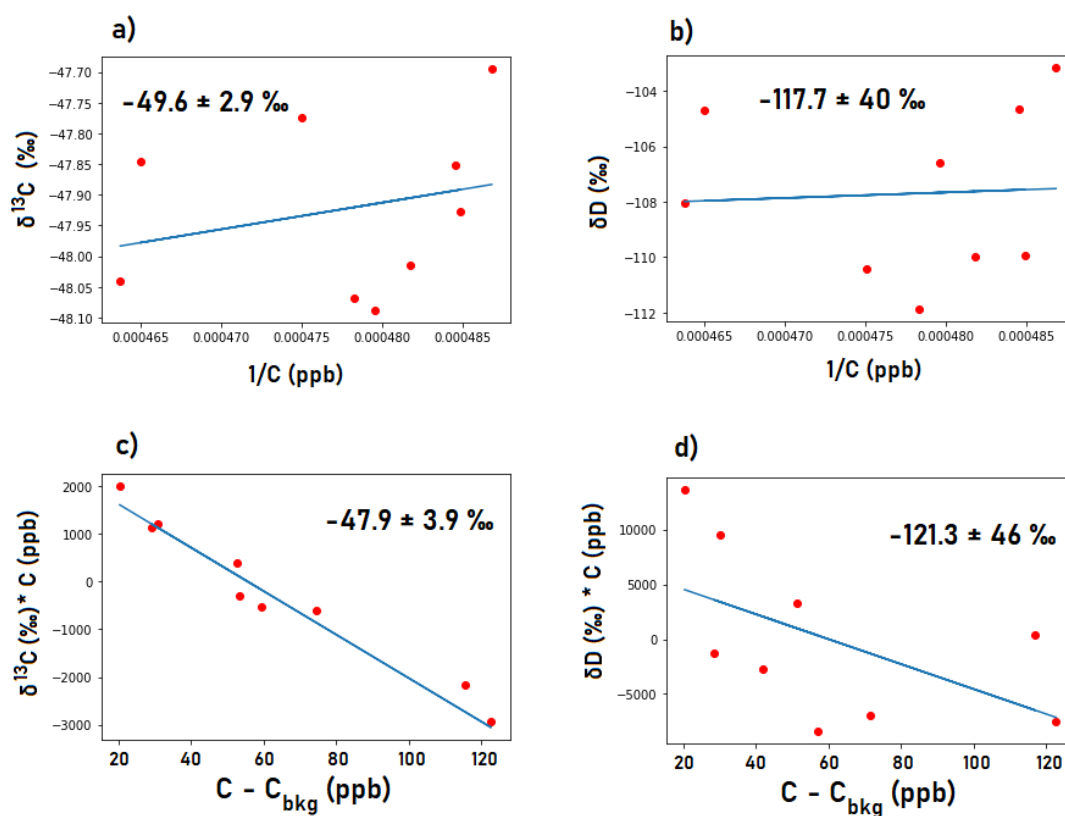 a)
−49.6 ± 2.9 ‰
δ¹³C (‰)
−47.70
−47.75
−47.80
−47.85
−47.90
−47.95
−48.00
−48.05
−48.10
0.000465
0.000470
0.000475
0.000480
0.000485
1/C (ppb)
b)
−117.7 ± 40 ‰
δD (‰)
−104
−106
−108
−110
−112
0.000465
0.000470
0.000475
0.000480
0.000485
1/C (ppb)
c)
−47.9 ± 3.9 ‰
δ¹³C (‰) * C (ppb)
2000
1000
0
−1000
−2000
−3000
20
40
60
80
100
120
C − C_bkg (ppb)
d)
−121.3 ± 46 ‰
δD (‰) * C (ppb)
10000
5000
0
−5000
20
40
60
80
100
120
C − C_bkg (ppb)